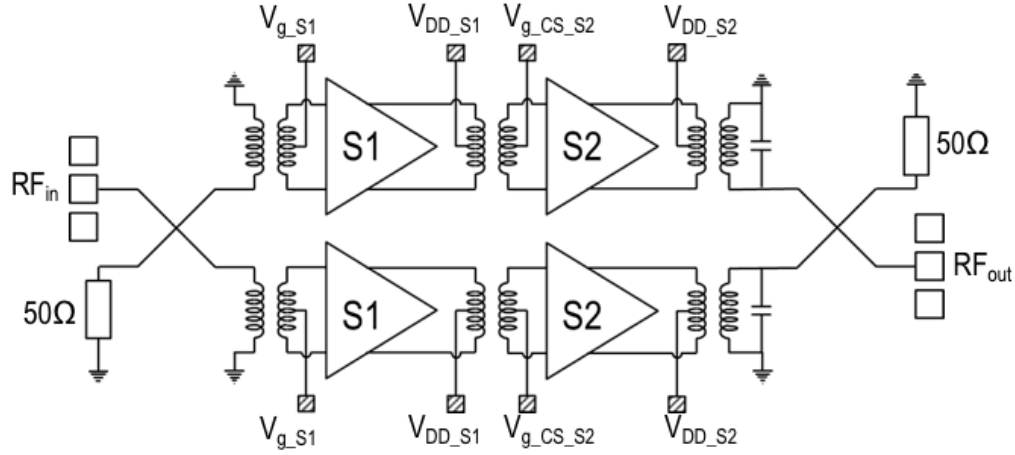 V_g_S1 V_DD_S1 V_g_CS_S2 V_DD_S2
S1 S2
50Ω
RF_in
RF_out
50Ω
S1 S2
V_g_S1 V_DD_S1 V_g_CS_S2 V_DD_S2